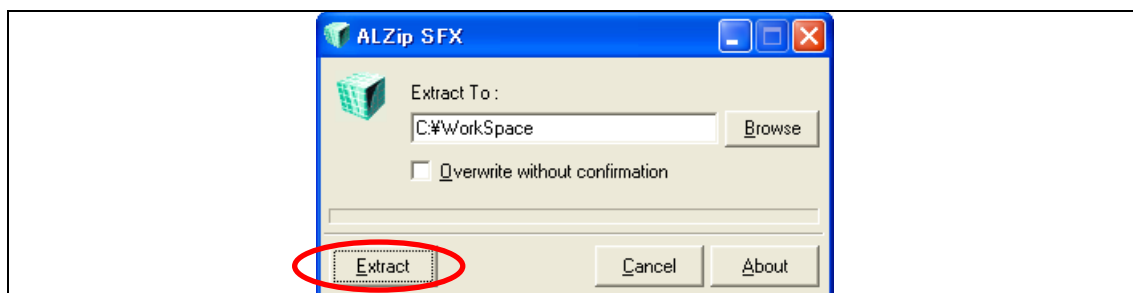 ALZip SFX
Extract To :
C:¥WorkSpace
Browse
Overwrite without confirmation
Extract
Cancel
About